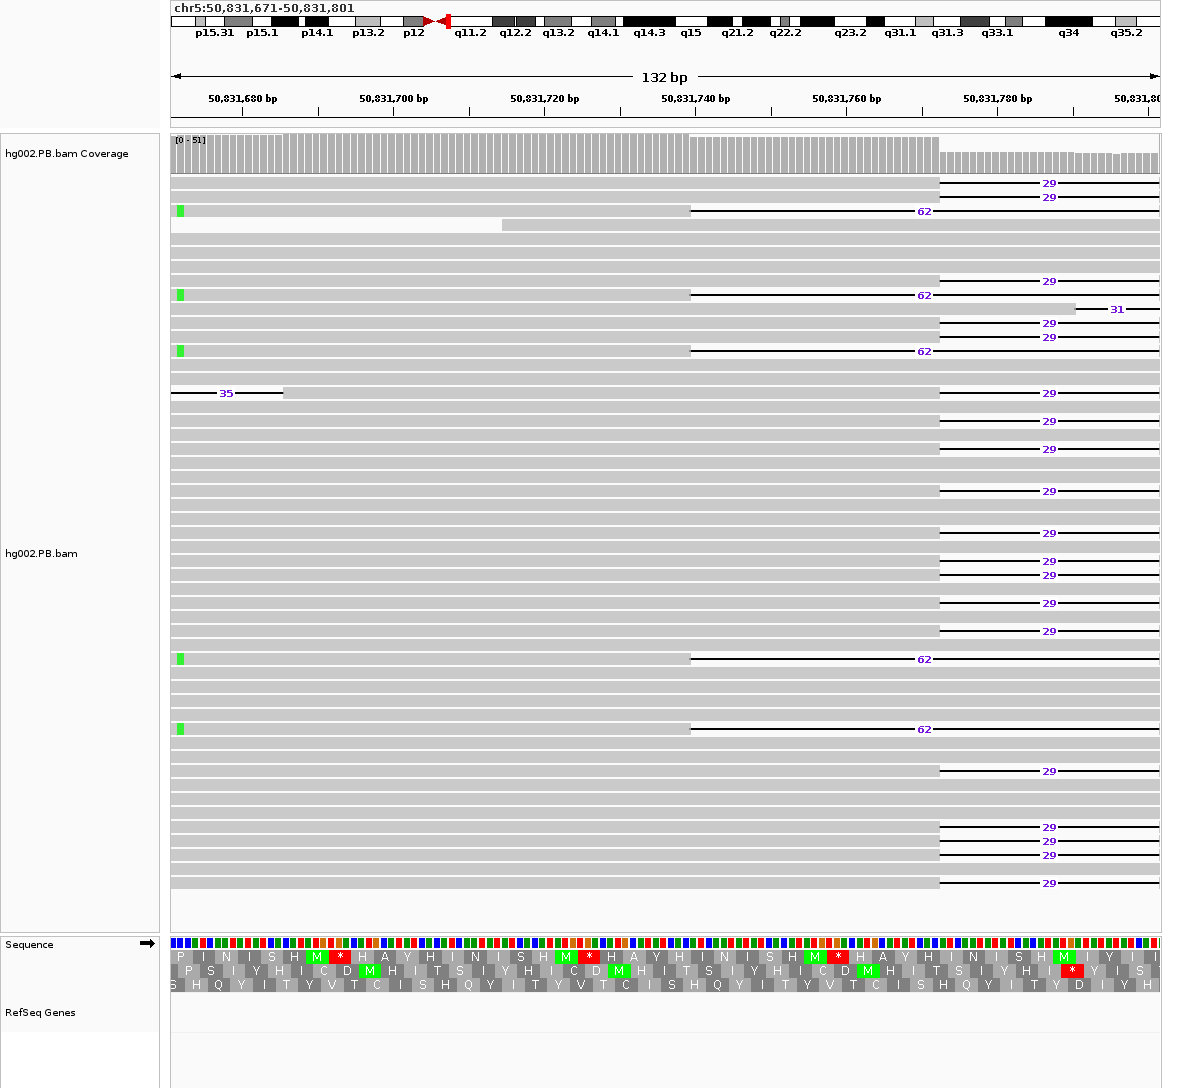 chr5:50,831,671-50,831,801
p15.31 p15.1 p14.1 p13.2 p12 q11.2 q12.2 q13.2 q14.1 q14.3 q15 q21.2 q22.2 q23.2 q31.1 q31.3 q33.1 q34 q35.2
132 bp
50,831,680 bp 50,831,700 bp 50,831,720 bp 50,831,740 bp 50,831,760 bp 50,831,780 bp 50,831,80
[0 - 51]
hg002.PB.bam Coverage
29
29
62
29
62
31
29
29
62
35 29
29
29
29
29
29
29
29
29
62
62
29
29
29
29
29
hg002.PB.bam
Sequence
P I N I S H M * H A Y H I N I S H M * H A Y H I N I S H M * H A Y H I N I S H M I Y I I
P S I Y H I C D M H I T S I Y H I C D M H I T S I Y H I C D M H I T S I Y H I * Y I S
S H Q Y I T Y V T C I S H Q Y I T Y V T C I S H Q Y I T Y V T C I S H Q Y I T Y D I Y H
RefSeq Genes